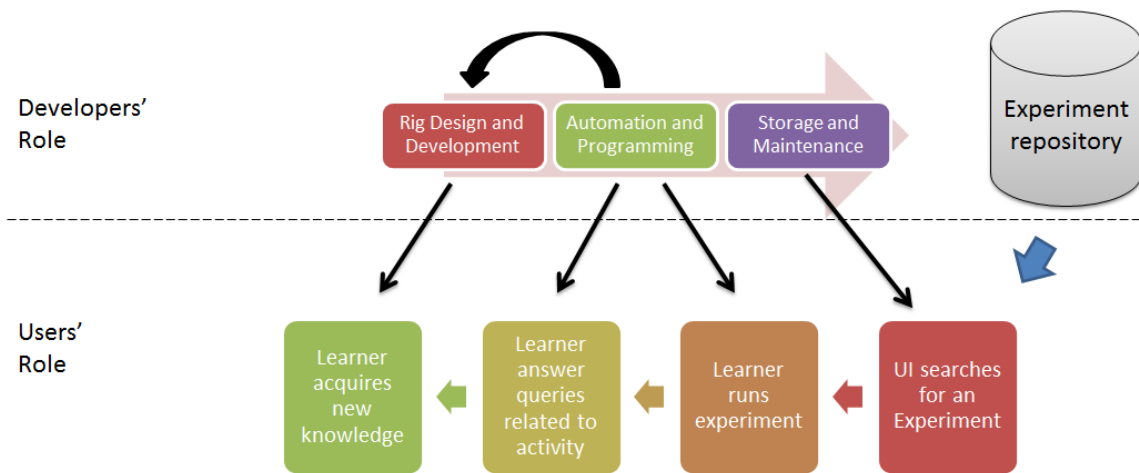 Developers'
Role
Rig Design and
Development
Automation and
Programming
Storage and
Maintenance
Experiment
repository
Users'
Role
Learner
acquires
new
knowledge
Learner
answer
queries
related to
activity
Learner
runs
experiment
UI searches
for an
Experiment